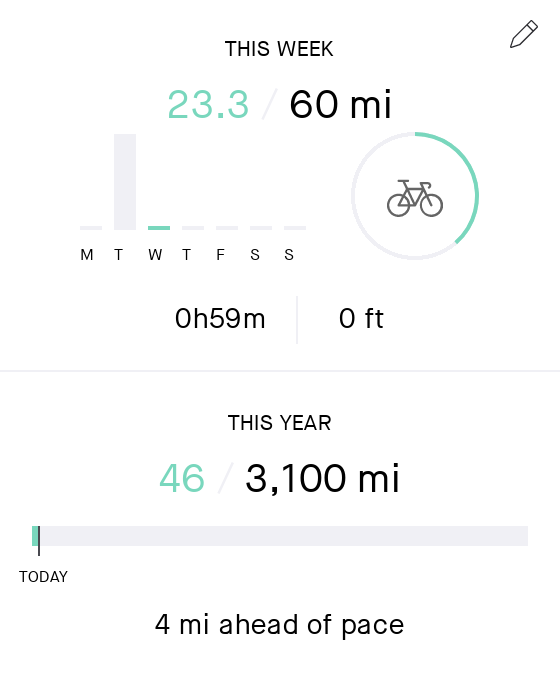 THIS WEEK
23.3 / 60 mi
M T W T F S S
0h59m 0 ft
THIS YEAR
46 / 3,100 mi
TODAY
4 mi ahead of pace